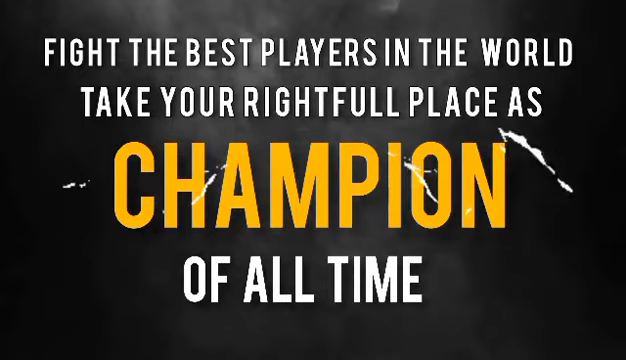 FIGHT THE BEST PLAYERS IN THE WORLD
TAKE YOUR RIGHTFULL PLACE AS
CHAMPION
OF ALL TIME